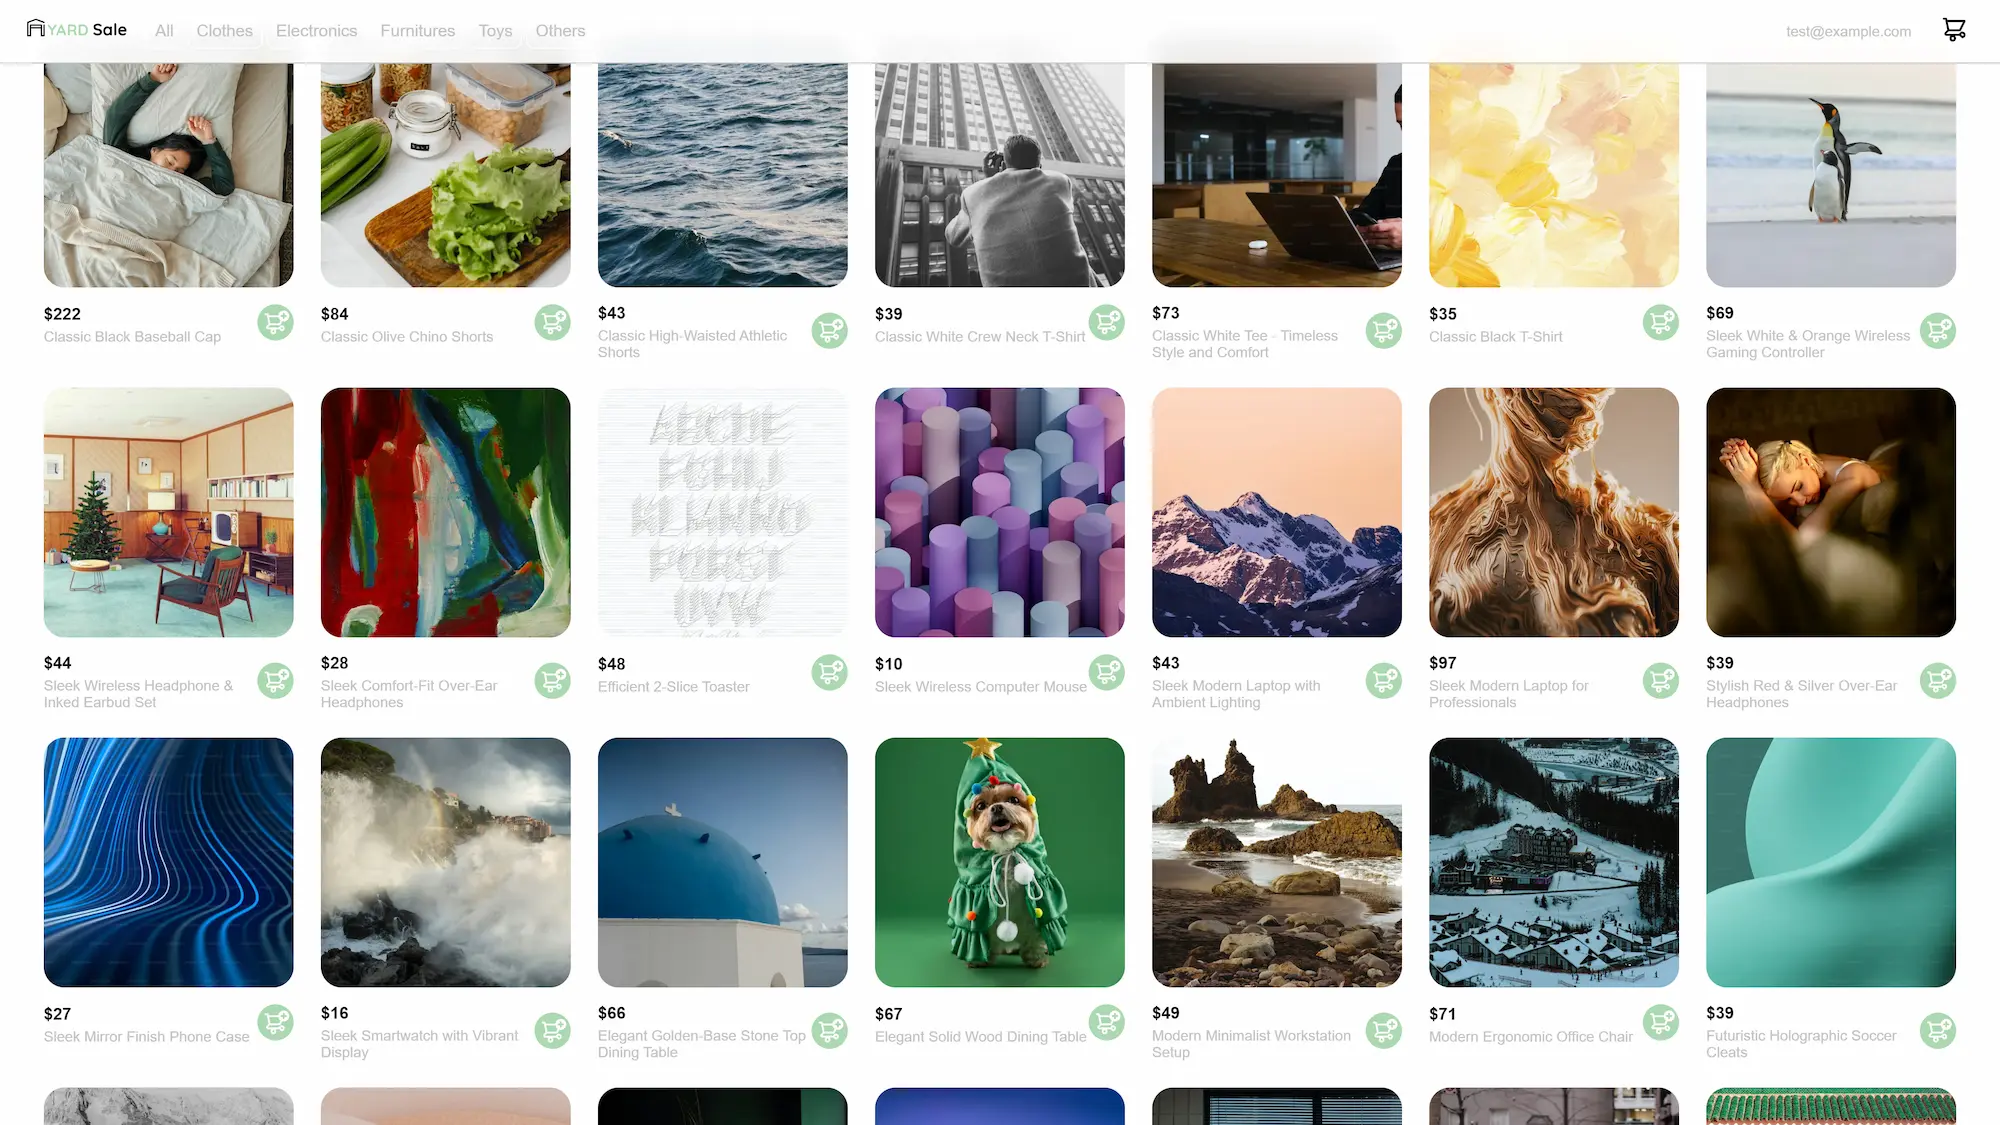 YARD Sale
All
Clothes
Electronics
Furnitures
Toys
Others
test@example.com
SALT
$222
Classic Black Baseball Cap
$84
Classic Olive Chino Shorts
$43
Classic High-Waisted Athletic
Shorts
$39
Classic White Crew Neck T-Shirt
$73
Classic White Tee - Timeless
Style and Comfort
$35
Classic Black T-Shirt
$69
Sleek White & Orange Wireless
Gaming Controller
ABCDE
FGHIJ
KLMNO
PQRST
UVW
$44
Sleek Wireless Headphone &
Inked Earbud Set
$28
Sleek Comfort-Fit Over-Ear
Headphones
$48
Efficient 2-Slice Toaster
$10
Sleek Wireless Computer Mouse
$43
Sleek Modern Laptop with
Ambient Lighting
$97
Sleek Modern Laptop for
Professionals
$39
Stylish Red & Silver Over-Ear
Headphones
$27
Sleek Mirror Finish Phone Case
$16
Sleek Smartwatch with Vibrant
Display
$66
Elegant Golden-Base Stone Top
Dining Table
$67
Elegant Solid Wood Dining Table
$49
Modern Minimalist Workstation
Setup
$71
Modern Ergonomic Office Chair
$39
Futuristic Holographic Soccer
Cleats